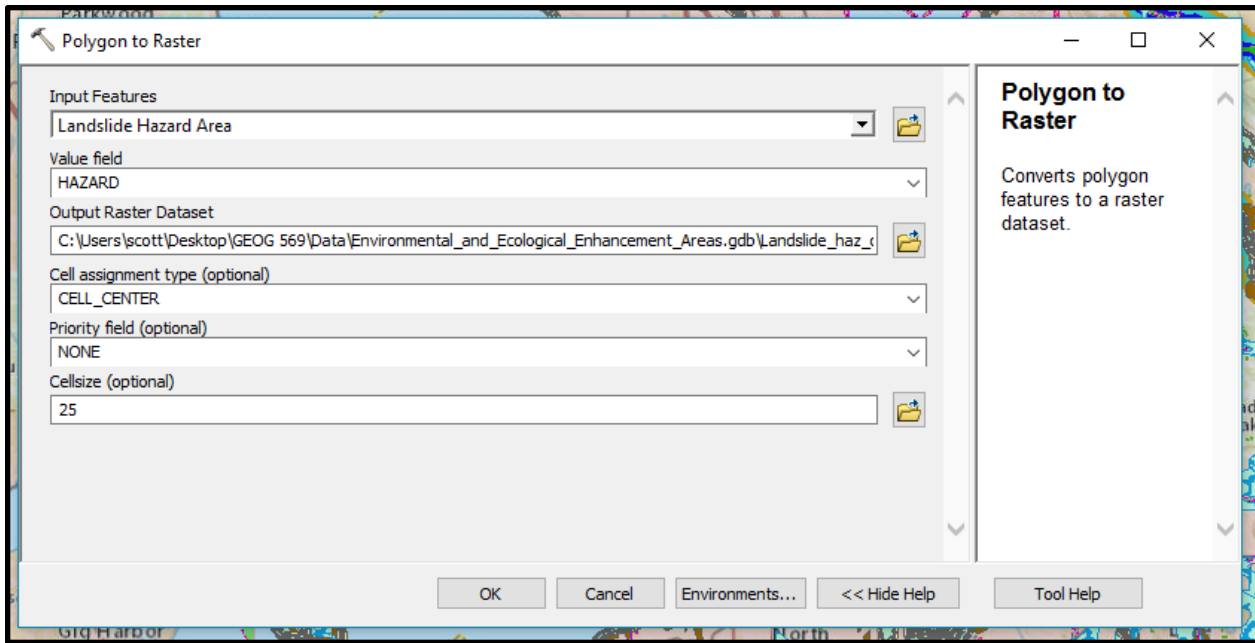 Parkwood
Polygon to Raster
Input Features
Landslide Hazard Area
Value field
HAZARD
Output Raster Dataset
C:\Users\scott\Desktop\GEOG 569\Data\Environmental_and_Ecological_Enhancement_Areas.gdb\Landslide_haz_
Cell assignment type (optional)
CELL_CENTER
Priority field (optional)
NONE
Cellsize (optional)
25
OK
Cancel
Environments...
<< Hide Help
Polygon to
Raster
Converts polygon
features to a raster
dataset.
Tool Help
Gig Harbor
North